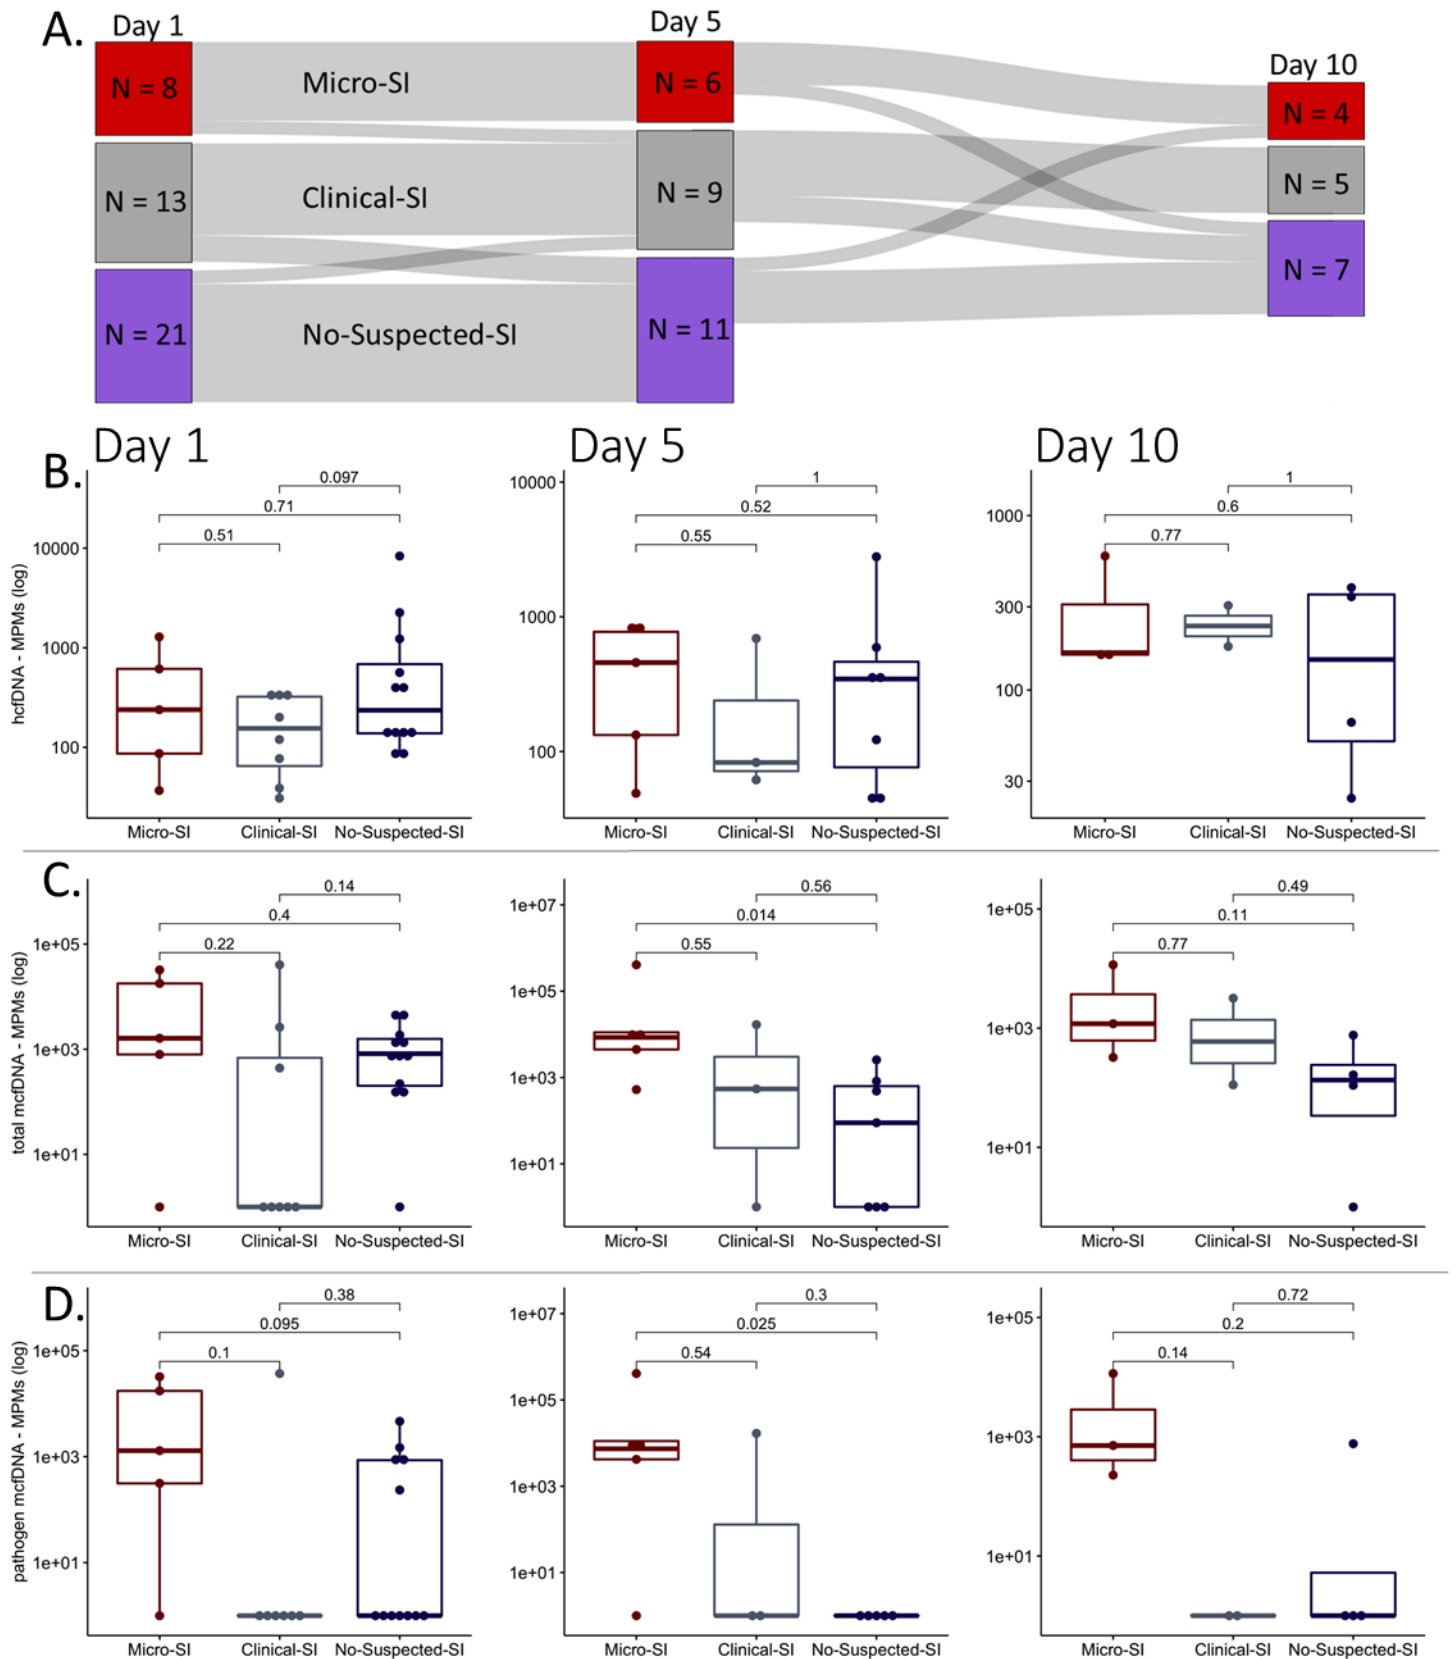 A.
Day 1
Day 5
Day 10
N = 8
Micro-SI
N = 6
N = 4
N = 13
Clinical-SI
N = 9
N = 5
N = 21
No-Suspected-SI
N = 11
N = 7
Day 1
Day 5
Day 10
B.
hcfDNA - MPMs (log)
10000
1000
100
0.097
0.71
0.51
Micro-SI
Clinical-SI
No-Suspected-SI
10000
1000
100
1
0.52
0.55
Micro-SI
Clinical-SI
No-Suspected-SI
1000
300
100
30
1
0.6
0.77
Micro-SI
Clinical-SI
No-Suspected-SI
C.
total mcfDNA - MPMs (log)
1e+05
1e+03
1e+01
0.14
0.4
0.22
Micro-SI
Clinical-SI
No-Suspected-SI
1e+07
1e+05
1e+03
1e+01
0.56
0.014
0.55
Micro-SI
Clinical-SI
No-Suspected-SI
1e+05
1e+03
1e+01
0.49
0.11
0.77
Micro-SI
Clinical-SI
No-Suspected-SI
D.
pathogen mcfDNA - MPMs (log)
1e+05
1e+03
1e+01
0.38
0.095
0.1
Micro-SI
Clinical-SI
No-Suspected-SI
1e+07
1e+05
1e+03
1e+01
0.3
0.025
0.54
Micro-SI
Clinical-SI
No-Suspected-SI
1e+05
1e+03
1e+01
0.72
0.2
0.14
Micro-SI
Clinical-SI
No-Suspected-SI